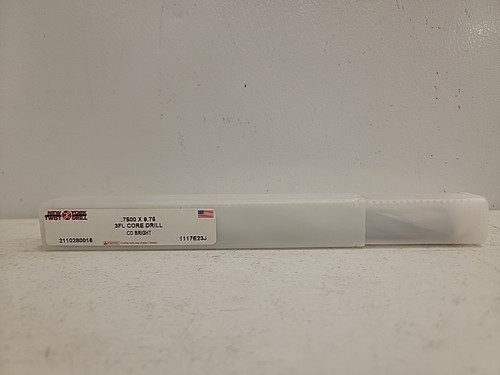 NEW YORK
TWIST DRILL
.7500 X 9.75
3FL CORE DRILL
CO BRIGHT
2110280018
1117E23J